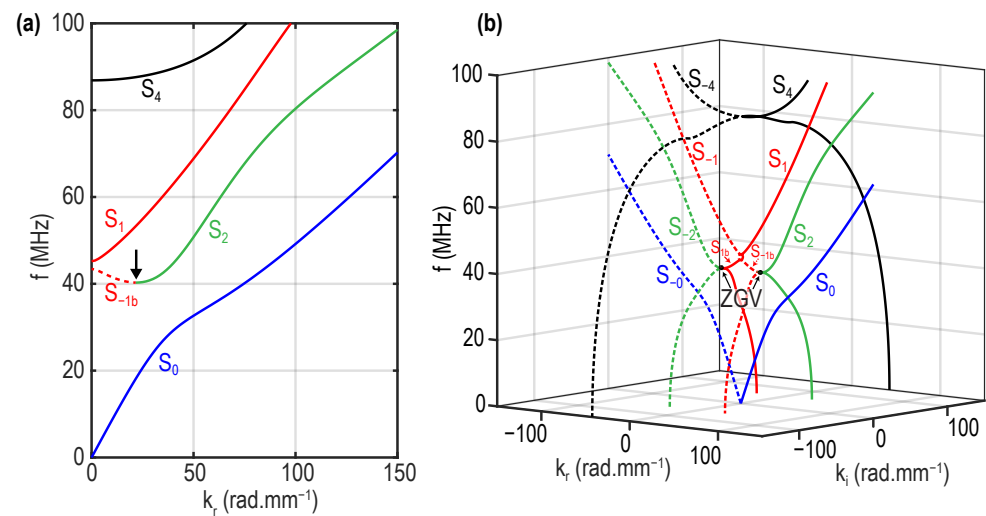 (a)
100
80
60
40
20
0
f (MHz)
S4
S1
S2
S−1b
S0
0 50 100 150
kr (rad.mm−1)
(b)
100
80
60
40
20
0
f (MHz)
S−4 S4
S−1 S1
S−2 S1b S−1b S2
S−0 ZGV S0
−100 0 100
kr (rad.mm−1)
−100 0 100
ki (rad.mm−1)